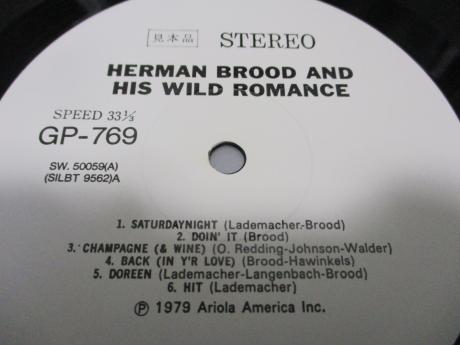 見本品 STEREO
HERMAN BROOD AND
HIS WILD ROMANCE
SPEED 33⅓
GP-769
SW. 50059(A)
(SILBT 9562)A
1. SATURDAYNIGHT (Lademacher-Brood)
2. DOIN' IT (Brood)
3. CHAMPAGNE (& WINE) (O. Redding-Johnson-Walder)
4. BACK (IN Y'R LOVE) (Brood-Hawinkels)
5. DOREEN (Lademacher-Langenbach-Brood)
6. HIT (Lademacher)
Ⓟ 1979 Ariola America Inc.